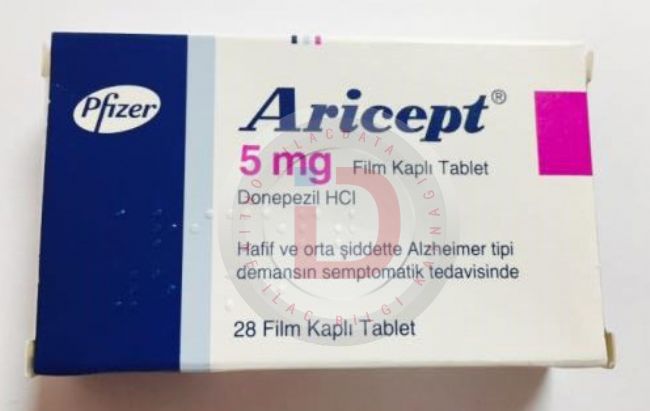 Pfizer
Aricept®
5 mg Film Kaplı Tablet
Donepezil HCl
Hafif ve orta şiddette Alzheimer tipi
demansın semptomatik tedavisinde
28 Film Kaplı Tablet